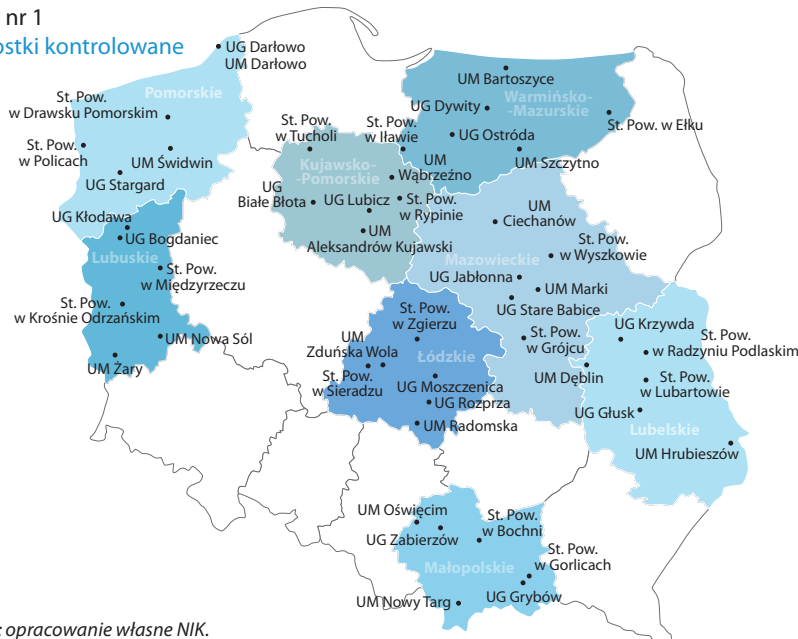 nr 1
ostki kontrolowane
UG Darłowo
UM Darłowo
Pomorskie
St. Pow.
w Drawsku Pomorskim
St. Pow.
w Policach
UM Świdwin
UG Stargard
UM Bartoszyce
Warmińsko-
-Mazurskie
UG Dywity
St. Pow. w Ełku
UG Ostróda
UM Szczytno
St. Pow.
w Iławie
St. Pow.
w Tucholi
Kujawsko-
-Pomorskie
UM
Wąbrzeźno
UG
Białe Błota
UG Lubicz
St. Pow.
w Rypinie
UM
Aleksandrów Kujawski
UG Kłodawa
UG Bogdaniec
Lubuskie
St. Pow.
w Międzyrzeczu
St. Pow.
w Krośnie Odrzańskim
UM Nowa Sól
UM Żary
UM
Ciechanów
St. Pow.
w Wyszkowie
Mazowieckie
UG Jabłonna
UM Marki
UG Stare Babice
St. Pow.
w Grójcu
UM Dęblin
St. Pow.
w Zgierzu
UM
Zduńska Wola
Łódzkie
St. Pow.
w Sieradzu
UG Moszczenica
UG Rozprza
UM Radomska
UG Krzywda
St. Pow.
w Radzyniu Podlaskim
St. Pow.
w Lubartowie
UG Głusk
Lubelskie
UM Hrubieszów
UM Oświęcim
UG Zabierzów
St. Pow.
w Bochni
Małopolskie
St. Pow.
w Gorlicach
UG Grybów
UM Nowy Targ
: opracowanie własne NIK.